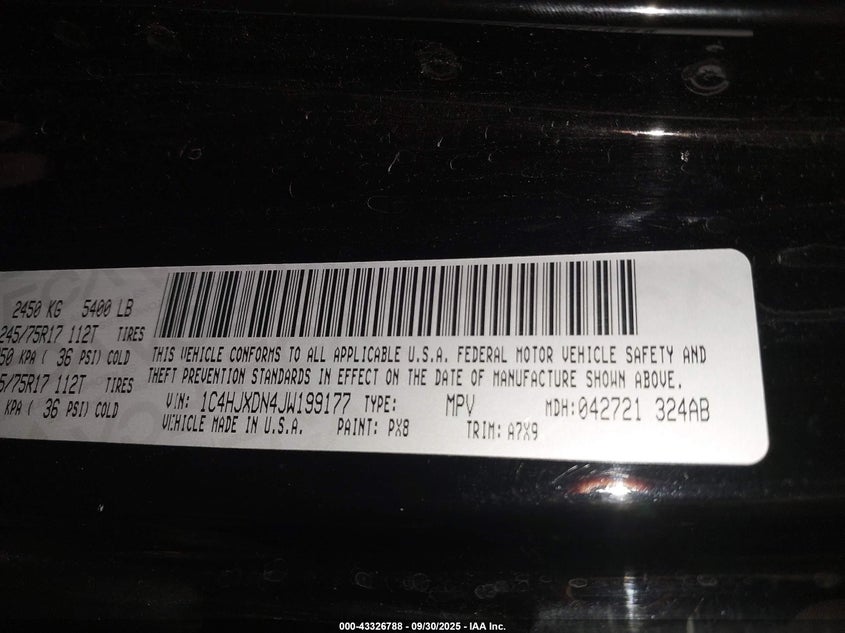 2450 KG 5400 LB
245/75R17 112T TIRES
50 KPA ( 36 PSI) COLD
5/75R17 112T TIRES
KPA ( 36 PSI) COLD
THIS VEHICLE CONFORMS TO ALL APPLICABLE U.S.A. FEDERAL MOTOR VEHICLE SAFETY AND
THEFT PREVENTION STANDARDS IN EFFECT ON THE DATE OF MANUFACTURE SHOWN ABOVE.
VIN: 1C4HJXDN4JW199177 TYPE: MPV MDH:042721 324AB
VEHICLE MADE IN U.S.A. PAINT: PX8 TRIM: A7X9
000-43326788 - 09/30/2025 - IAA Inc.